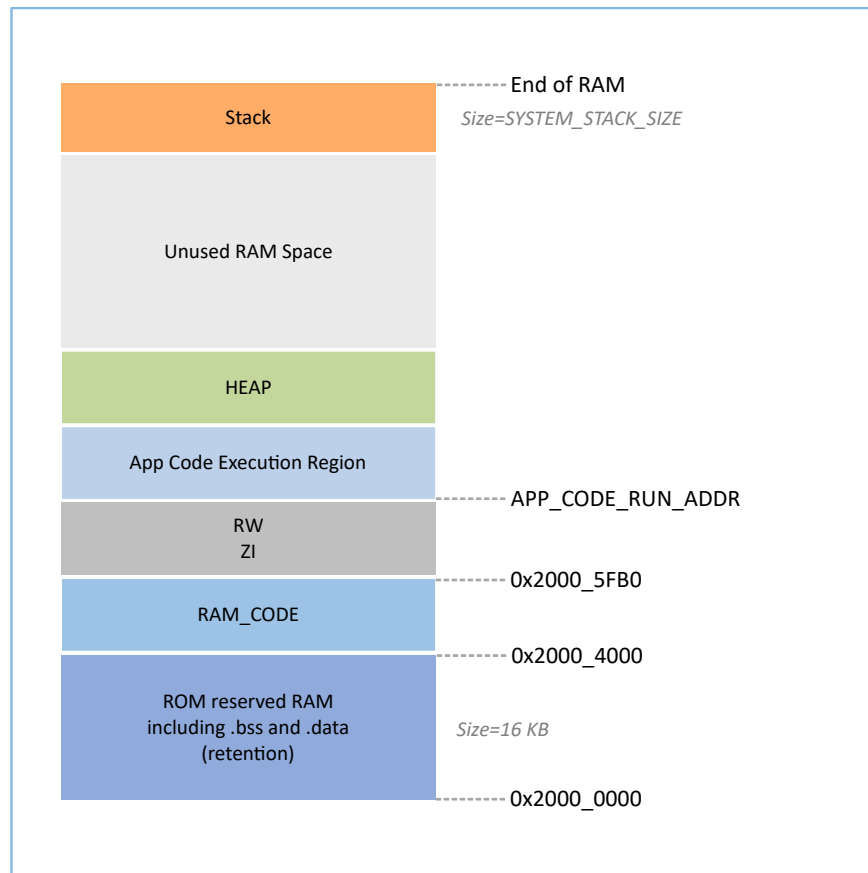 End of RAM
Stack
Size=SYSTEM_STACK_SIZE
Unused RAM Space
HEAP
App Code Execution Region
APP_CODE_RUN_ADDR
RW
ZI
0x2000_5FB0
RAM_CODE
0x2000_4000
ROM reserved RAM
including .bss and .data
(retention)
Size=16 KB
0x2000_0000